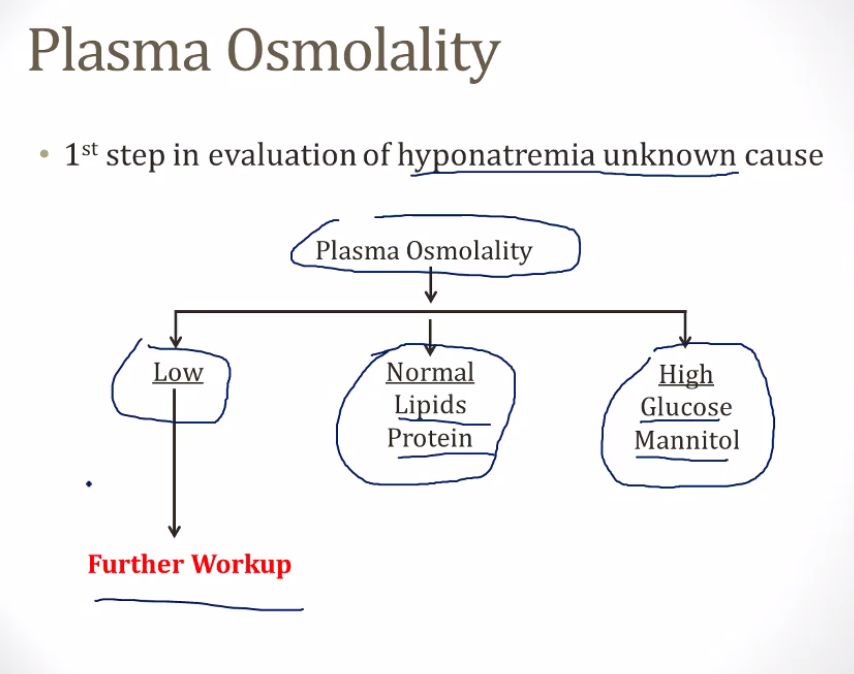 Plasma Osmolality
• 1st step in evaluation of hyponatremia unknown cause
Plasma Osmolality
Low
Normal
Lipids
Protein
High
Glucose
Mannitol
Further Workup